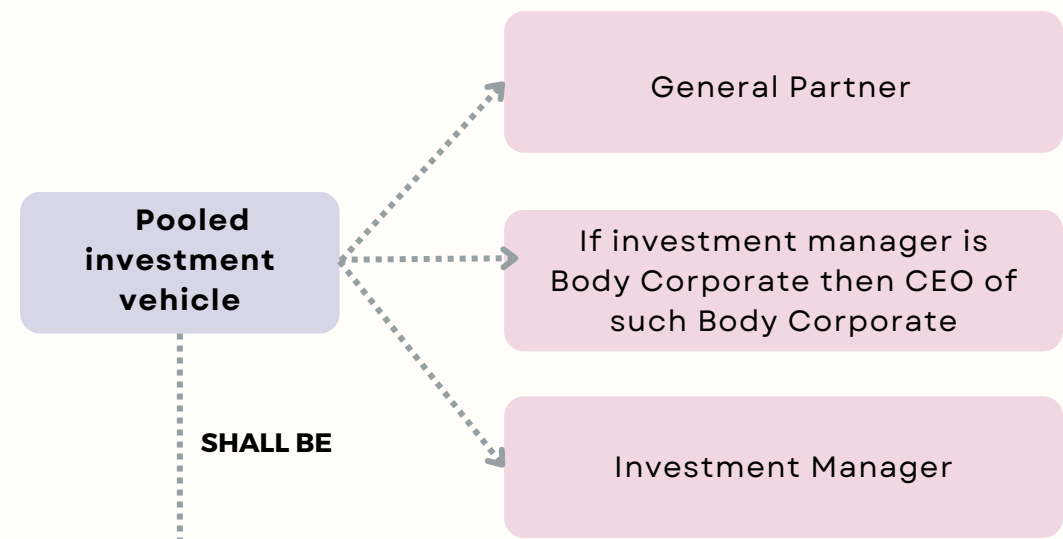 General Partner
Pooled
investment
vehicle
If investment manager is
Body Corporate then CEO of
such Body Corporate
SHALL BE
Investment Manager